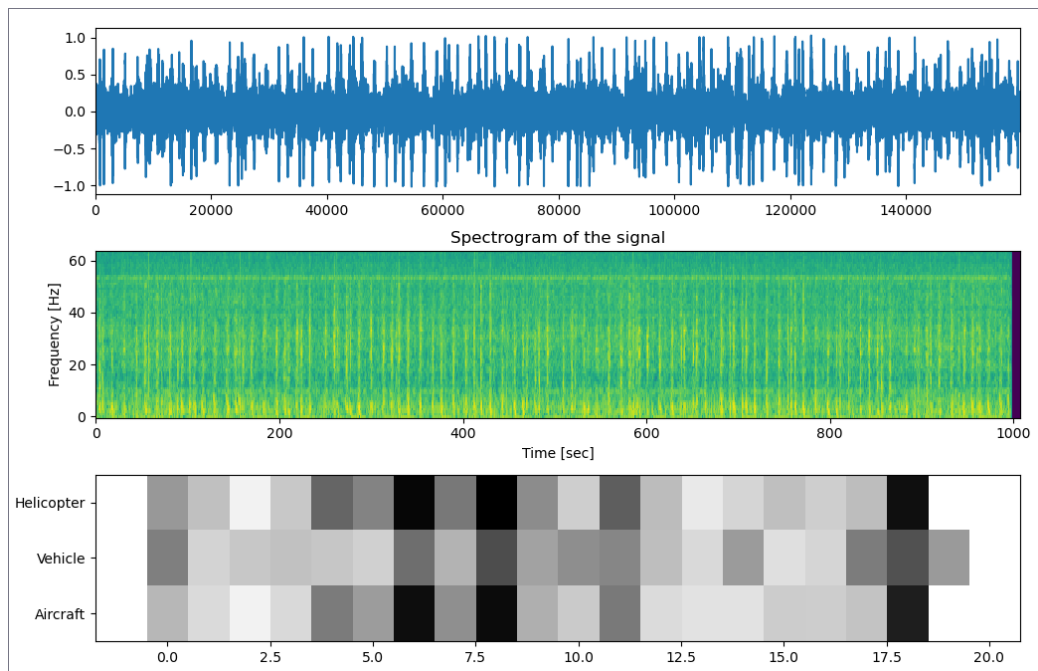 1.0
0.5
0.0
−0.5
−1.0
0 20000 40000 60000 80000 100000 120000 140000
Spectrogram of the signal
60
40
20
0
Frequency [Hz]
0 200 400 600 800 1000
Time [sec]
Helicopter
Vehicle
Aircraft
0.0 2.5 5.0 7.5 10.0 12.5 15.0 17.5 20.0